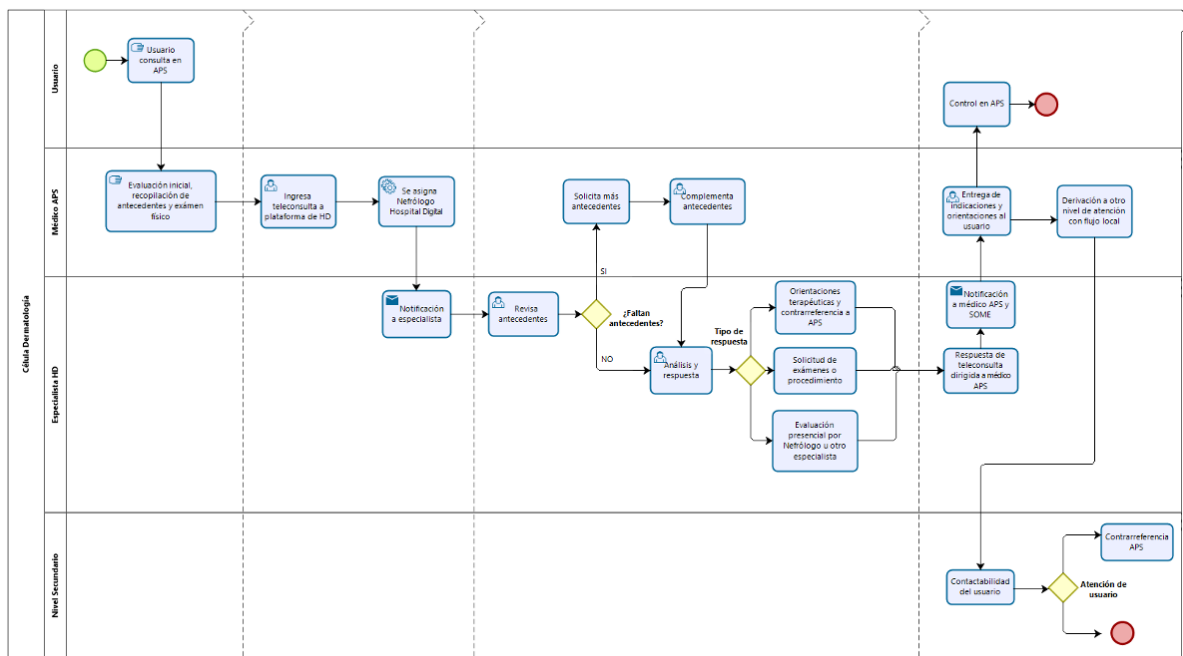 Célula Dermatología
Usuario
Médico APS
Especialista HD
Nivel Secundario
Usuario
consulta en
APS
Evaluación inicial,
recopilación de
antecedentes y exámen
físico
Ingresa
teleconsulta a
plataforma de HD
Se asigna
Nefrólogo
Hospital Digital
Notificación
a especialista
Revisa
antecedentes
¿Faltan
antecedentes?
SI
NO
Solicita más
antecedentes
Complementa
antecedentes
Análisis y
respuesta
Tipo de
respuesta
Orientaciones
terapéuticas y
contrarreferencia a
APS
Solicitud de
exámenes o
procedimiento
Evaluación
presencial por
Nefrólogo u otro
especialista
Respuesta de
teleconsulta
dirigida a médico
APS
Notificación
a médico APS y
SOME
Entrega de
indicaciones y
orientaciones al
usuario
Control en
APS
Derivación a otro
nivel de atención
con flujo local
Contactabilidad
del usuario
Atención de
usuario
Contrarreferencia
APS